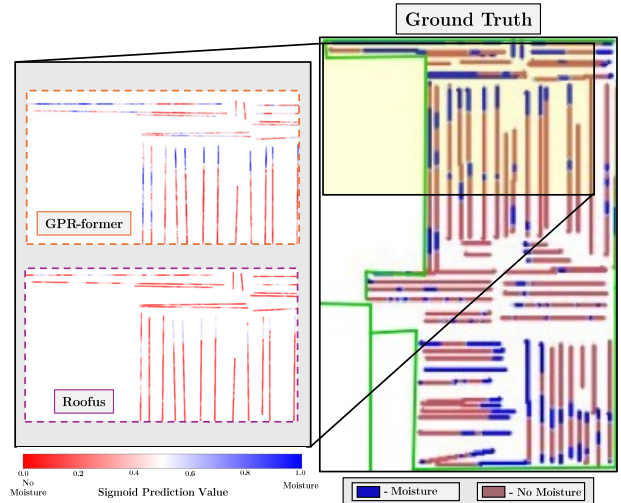 Ground Truth
GPR-former
Roofus
0.0
0.2
0.4
0.6
0.8
1.0
No
Moisture
Sigmoid Prediction Value
Moisture
- Moisture
- No Moisture